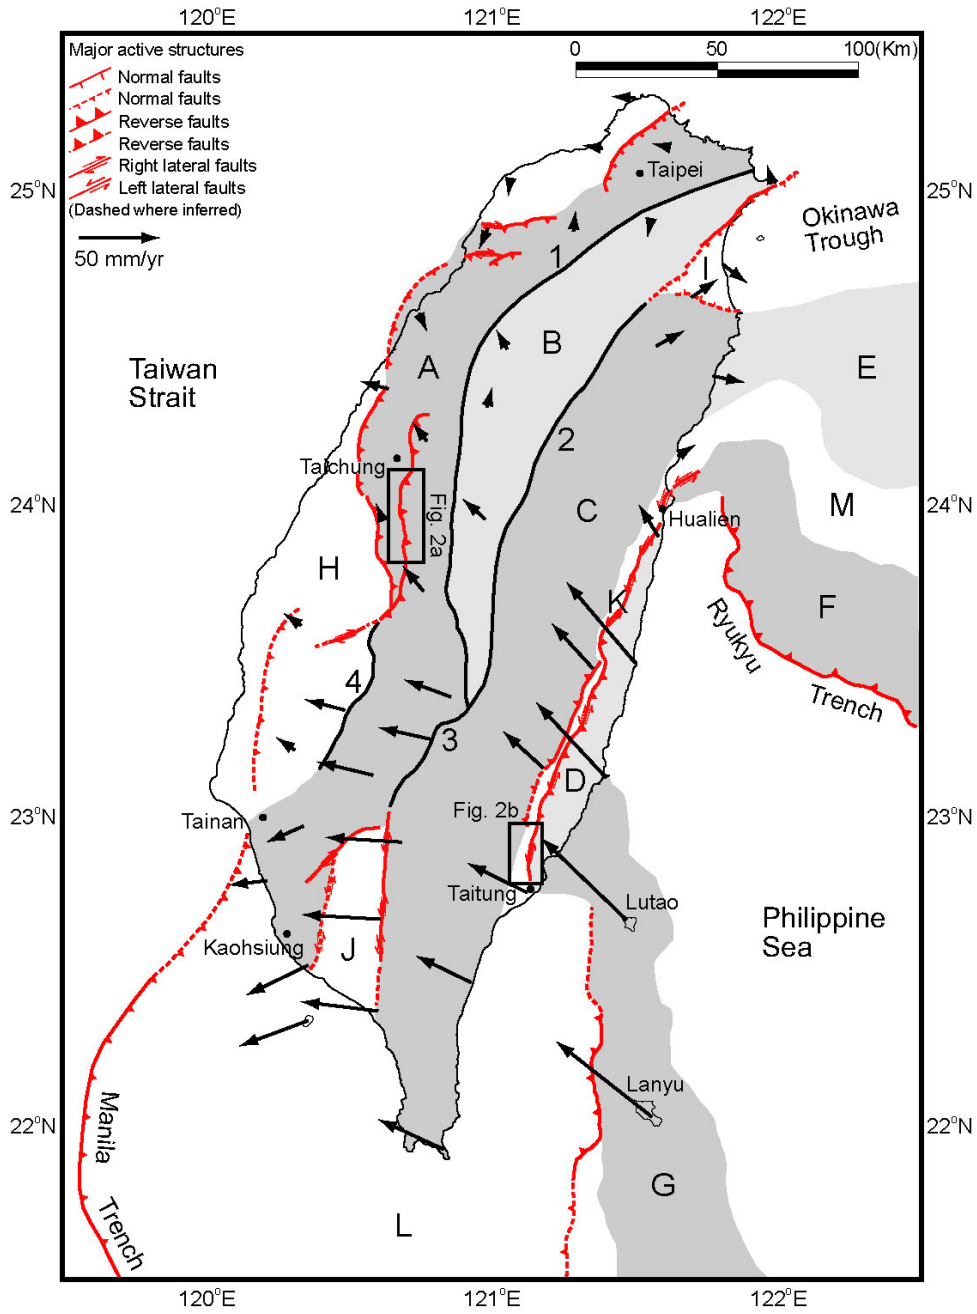 120°E
121°E
122°E
Major active structures
Normal faults
Normal faults
Reverse faults
Reverse faults
Right lateral faults
Left lateral faults
(Dashed where inferred)
50 mm/yr
0
50
100(Km)
25°N
25°N
Taipei
Okinawa
Trough
1
I
B
Taiwan
Strait
A
E
2
Taichung
Fig. 2a
24°N
24°N
C
Hualien
M
H
K
F
Ryukyu
Trench
4
3
D
23°N
23°N
Tainan
Fig. 2b
Taitung
Lutao
Philippine
Sea
Kaohsiung
J
Lanyu
22°N
22°N
Manila
Trench
G
L
120°E
121°E
122°E